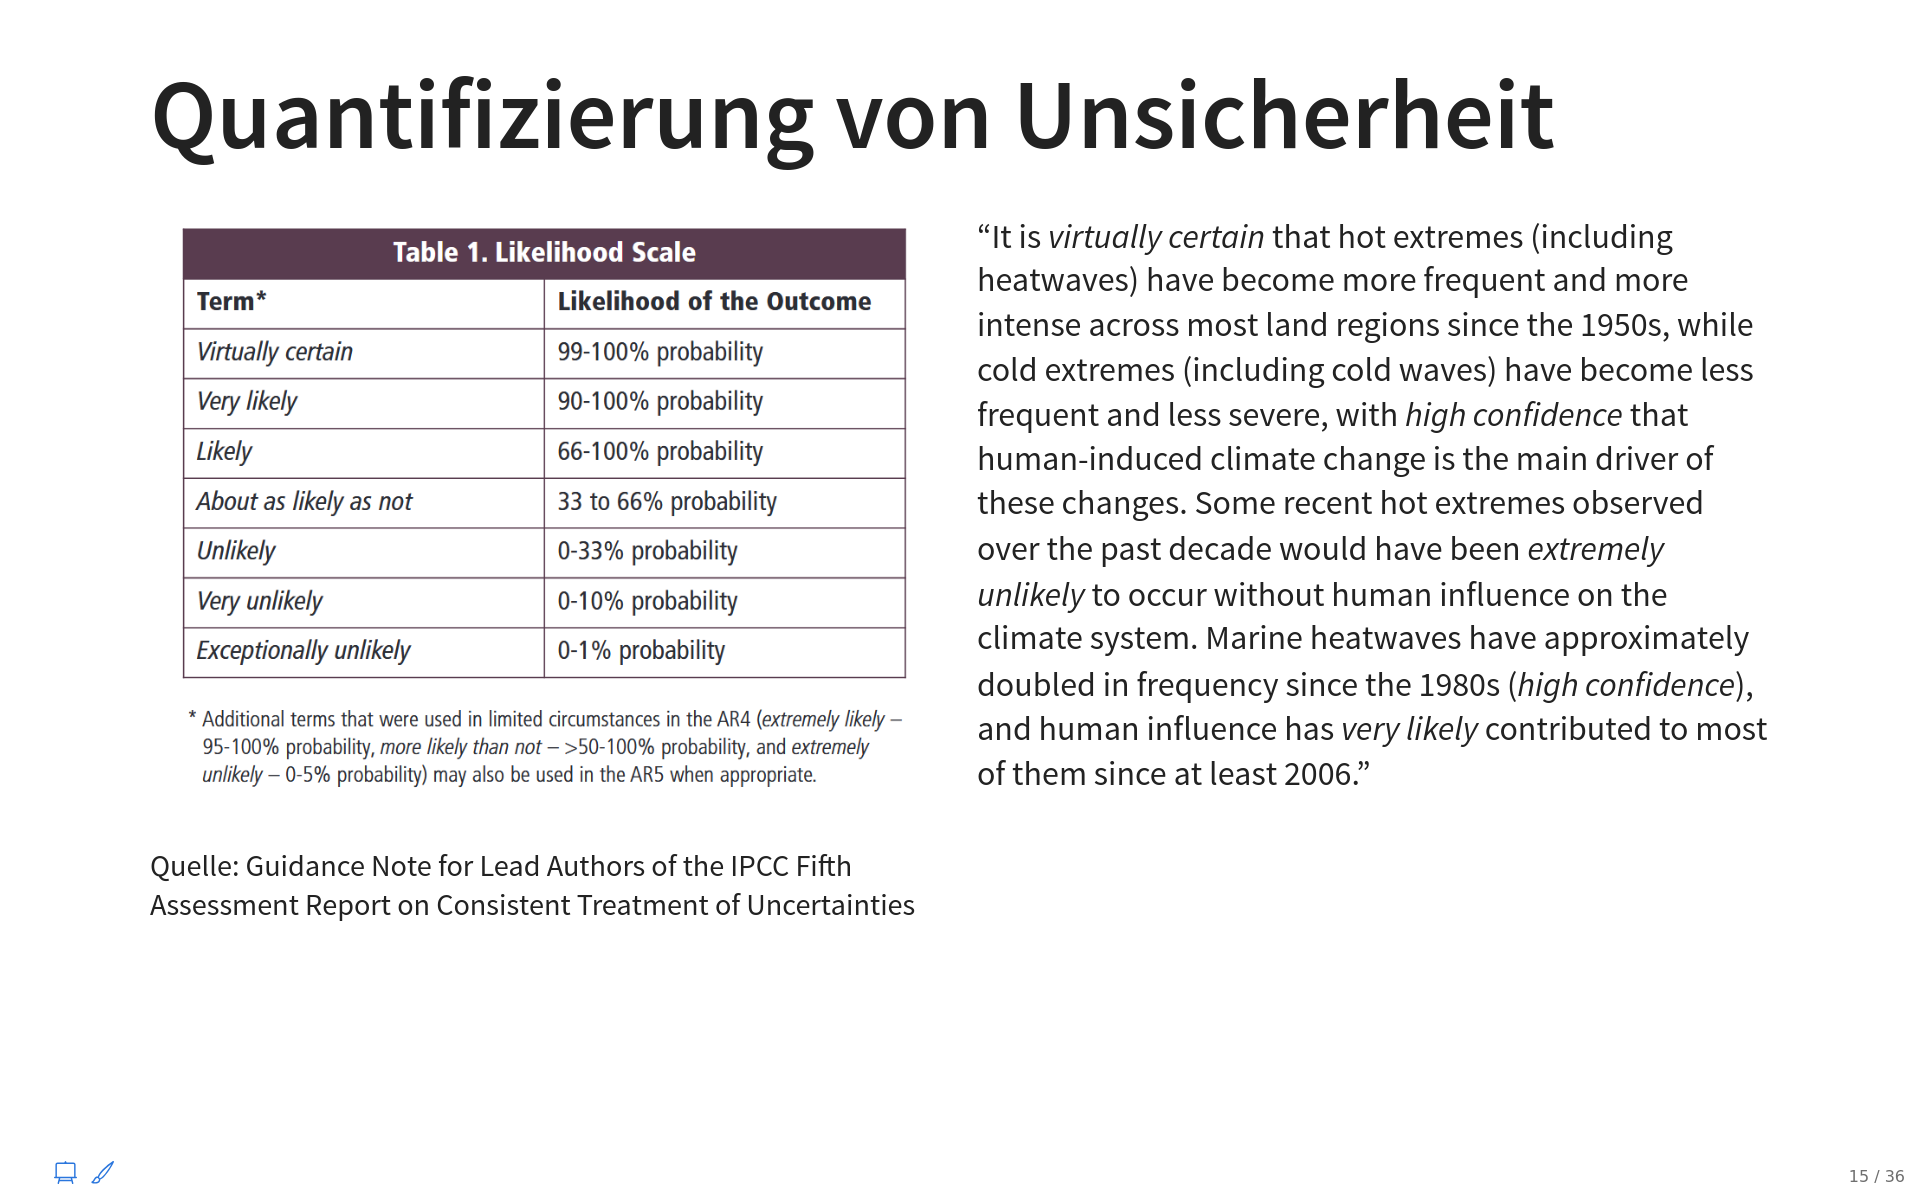 Quantifizierung von Unsicherheit
Table 1. Likelihood Scale
Term* Likelihood of the Outcome
Virtually certain 99-100% probability
Very likely 90-100% probability
Likely 66-100% probability
About as likely as not 33 to 66% probability
Unlikely 0-33% probability
Very unlikely 0-10% probability
Exceptionally unlikely 0-1% probability
* Additional terms that were used in limited circumstances in the AR4 (extremely likely –
95-100% probability, more likely than not – >50-100% probability, and extremely
unlikely – 0-5% probability) may also be used in the AR5 when appropriate.
Quelle: Guidance Note for Lead Authors of the IPCC Fifth
Assessment Report on Consistent Treatment of Uncertainties
“It is virtually certain that hot extremes (including
heatwaves) have become more frequent and more
intense across most land regions since the 1950s, while
cold extremes (including cold waves) have become less
frequent and less severe, with high confidence that
human-induced climate change is the main driver of
these changes. Some recent hot extremes observed
over the past decade would have been extremely
unlikely to occur without human influence on the
climate system. Marine heatwaves have approximately
doubled in frequency since the 1980s (high confidence),
and human influence has very likely contributed to most
of them since at least 2006.”
15 / 36